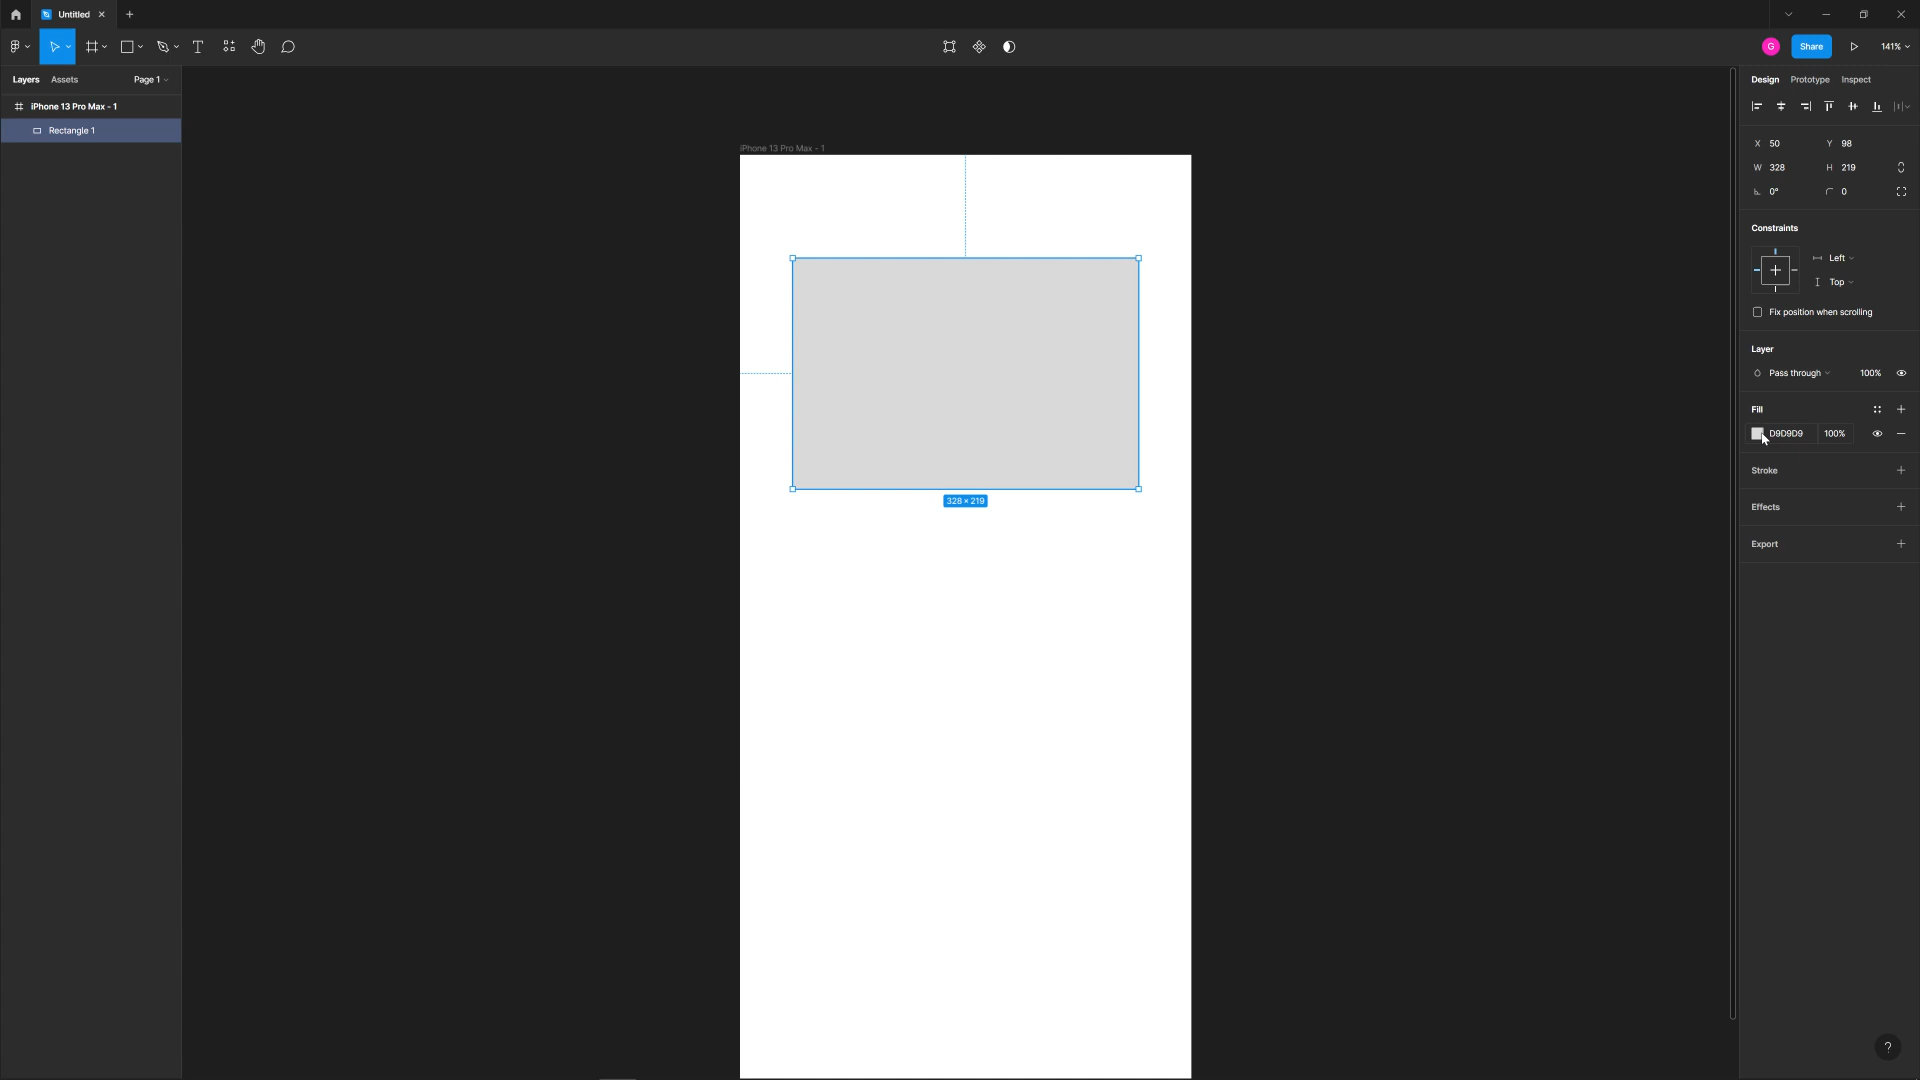 Untitled
G
Share
141%
Layers
Assets
Page 1
Design
Prototype
Inspect
iPhone 13 Pro Max - 1
Rectangle 1
iPhone 13 Pro Max - 1
328 × 219
X 50
Y 98
W 328
H 219
0°
0
Constraints
Left
Top
Fix position when scrolling
Layer
Pass through
100%
Fill
D9D9D9
100%
Stroke
Effects
Export
?